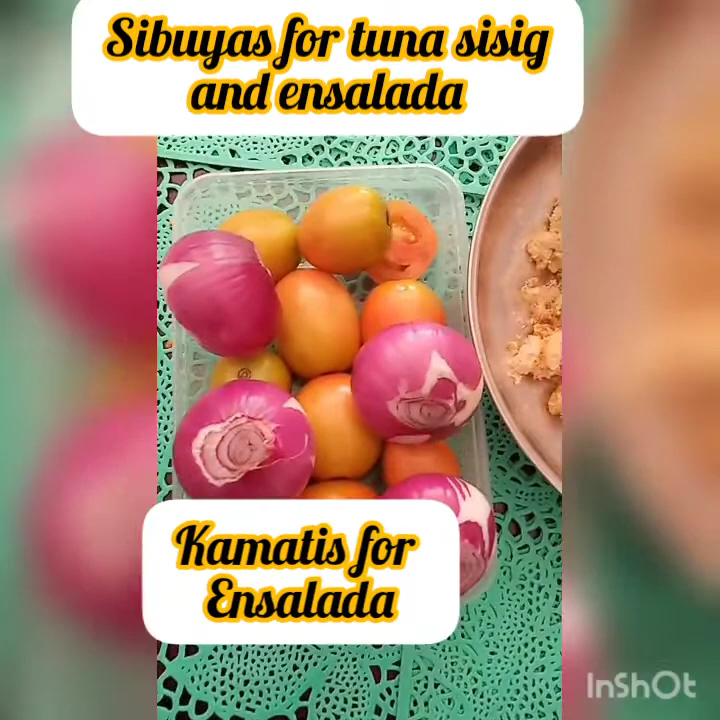 Sibuyas for tuna sisig
and ensalada
Kamatis for
Ensalada
InShOt